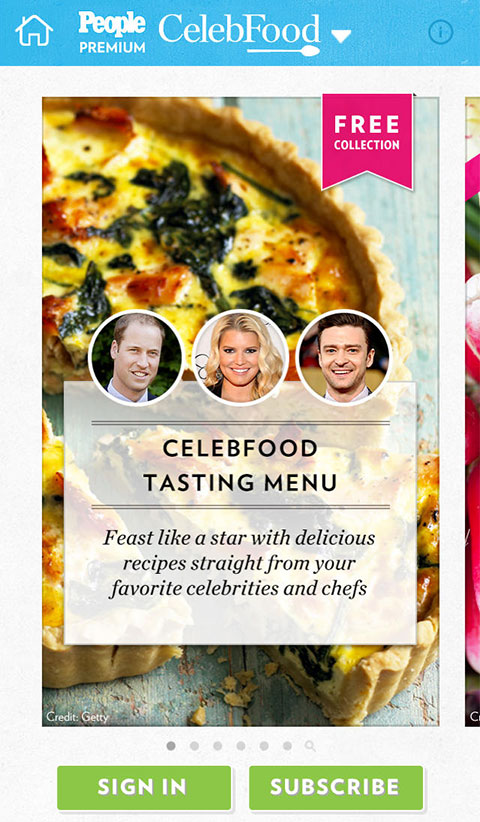 People
PREMIUM
CelebFood
FREE
COLLECTION
CELEBFOOD
TASTING MENU
Feast like a star with delicious
recipes straight from your
favorite celebrities and chefs
Credit: Getty
SIGN IN
SUBSCRIBE